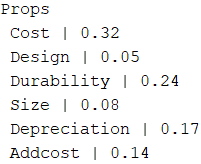 Props
Cost | 0.32
Design | 0.05
Durability | 0.24
Size | 0.08
Depreciation | 0.17
Addcost | 0.14